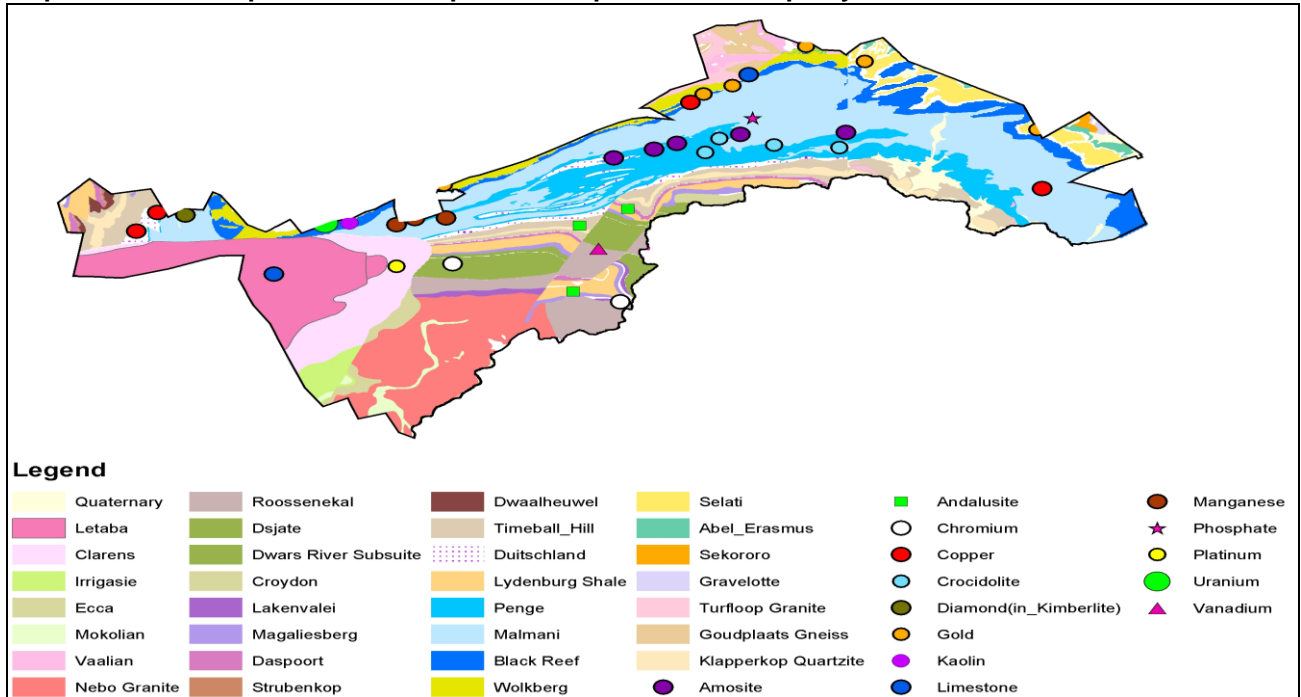 Legend
Quaternary
Letaba
Clarens
Irrigasie
Ecca
Mokolian
Vaalian
Nebo Granite
Roossenekal
Dsjate
Dwars River Subsuite
Croydon
Lakenvalei
Magaliesberg
Daspoort
Strubenkop
Dwaalheuwel
Timeball_Hill
Duitschland
Lydenburg Shale
Penge
Malmani
Black Reef
Wolkberg
Selati
Abel_Erasmus
Sekororo
Gravelotte
Turfloop Granite
Goudplaats Gneiss
Klapperkop Quartzite
Amosite
Andalusite
Chromium
Copper
Crocidolite
Diamond(in_Kimberlite)
Gold
Kaolin
Limestone
Manganese
Phosphate
Platinum
Uranium
Vanadium